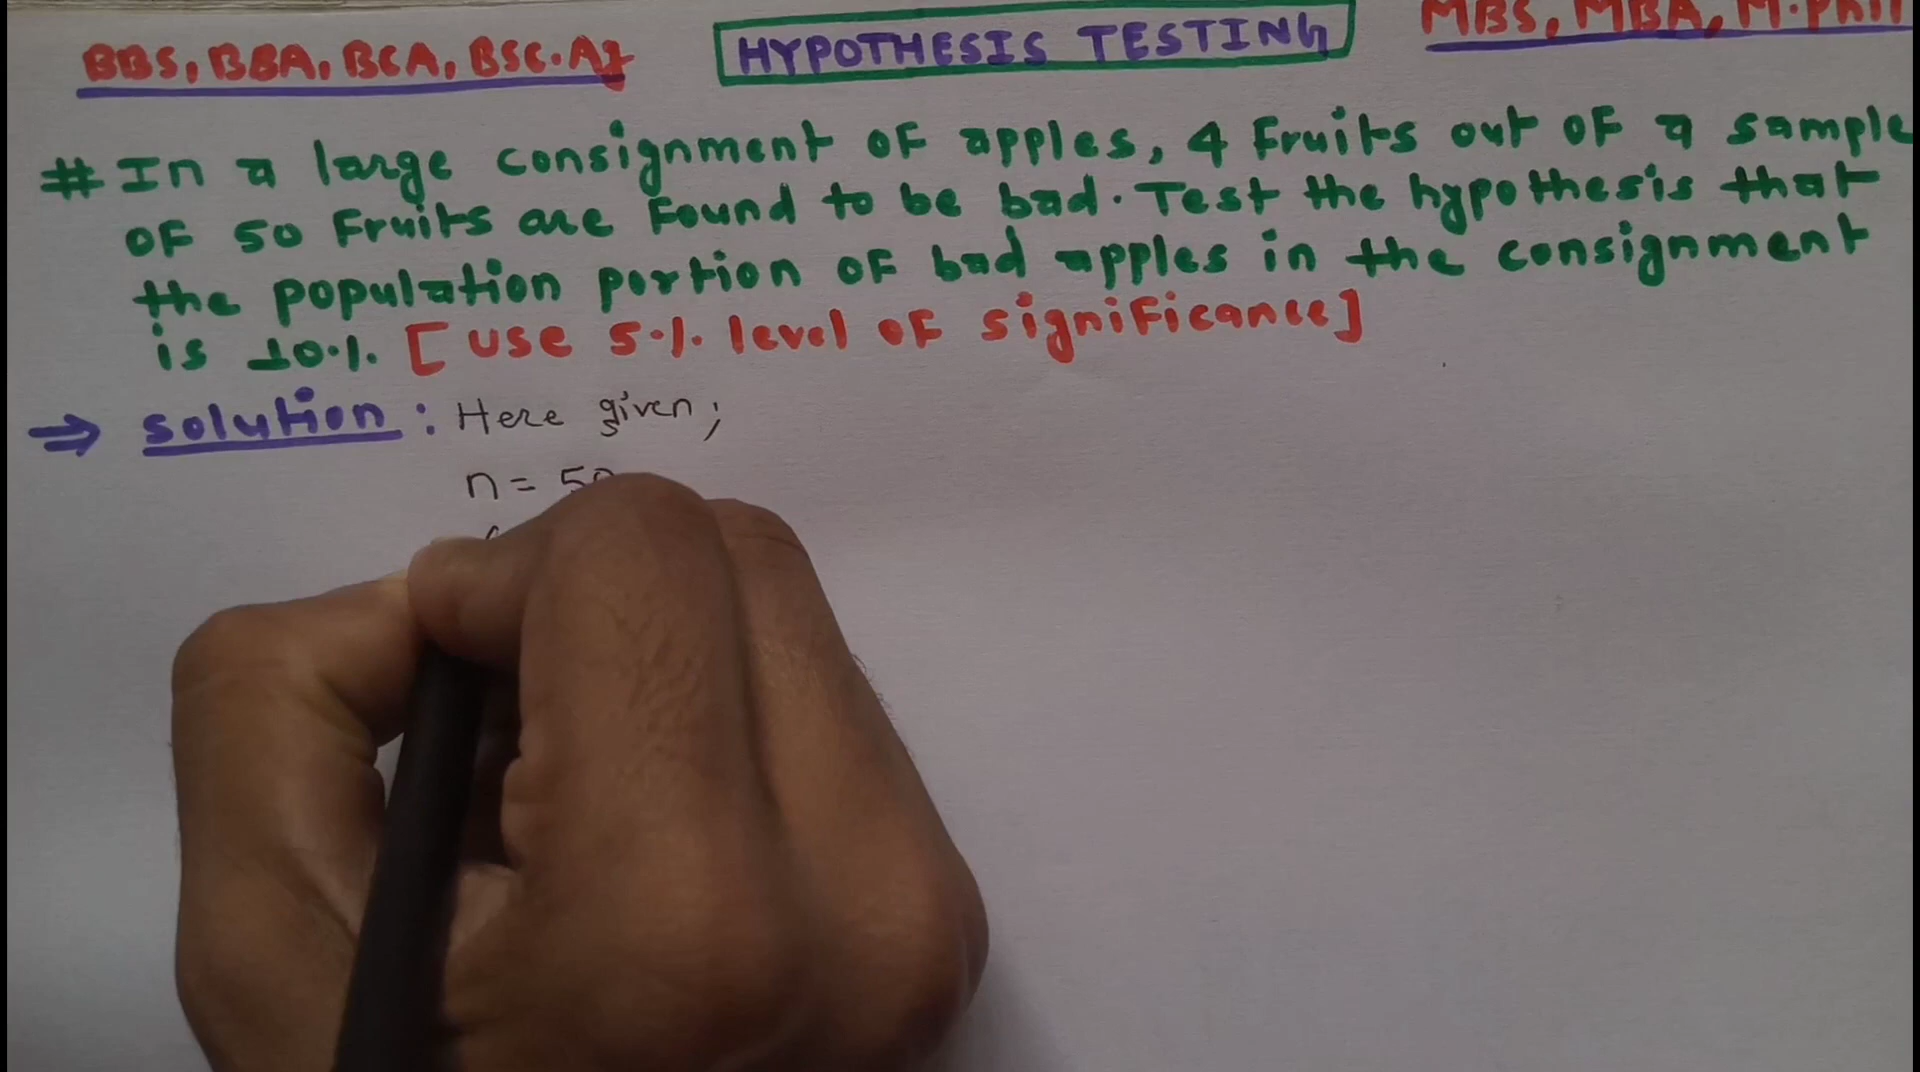 BBS, BBA, BCA, BSC.Ag
HYPOTHESIS TESTING
MBS, MBA, M.Phil
# In a large consignment of apples, 4 Fruits out of a sample
of 50 Fruits are Found to be bad. Test the hypothesis that
the population portion of bad apples in the consignment
is 10%. [use 5% level of significance]
⇒ solution: Here given;
n = 50